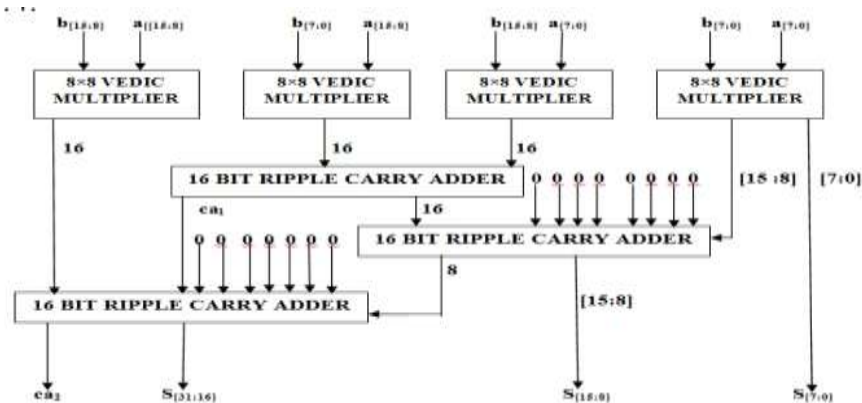 b[15:8] a[[15:8] b[7:0] a[15:8] b[15:8] a[7:0] b[7:0] a[7:0]
8×8 VEDIC MULTIPLIER
8×8 VEDIC MULTIPLIER
8×8 VEDIC MULTIPLIER
8×8 VEDIC MULTIPLIER
16 16 16
16 BIT RIPPLE CARRY ADDER 0 0 0 0 0 0 0 0 [15 :8] [7:0]
ca1 16
0 0 0 0 0 0 0 16 BIT RIPPLE CARRY ADDER
8
16 BIT RIPPLE CARRY ADDER [15:8]
ca2 S[31:16] S[15:8] S[7:0]